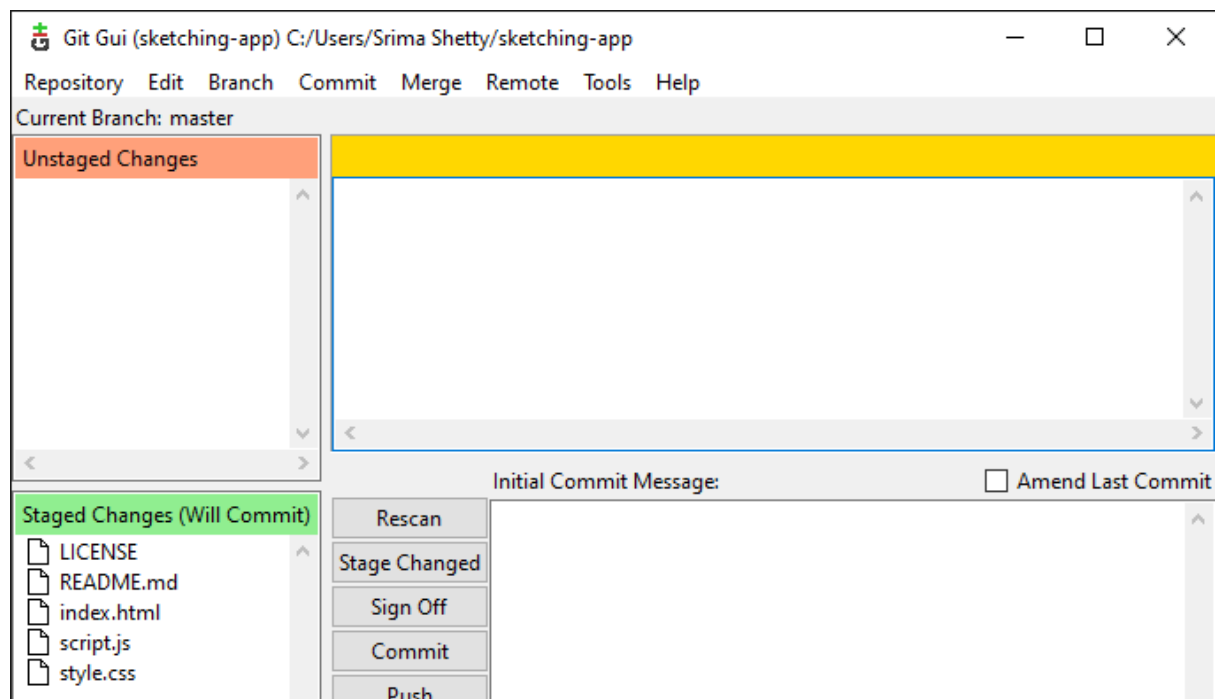 Git Gui (sketching-app) C:/Users/Srima Shetty/sketching-app
Repository Edit Branch Commit Merge Remote Tools Help
Current Branch: master
Unstaged Changes
Initial Commit Message:
Amend Last Commit
Staged Changes (Will Commit)
LICENSE
README.md
index.html
script.js
style.css
Rescan
Stage Changed
Sign Off
Commit
Push